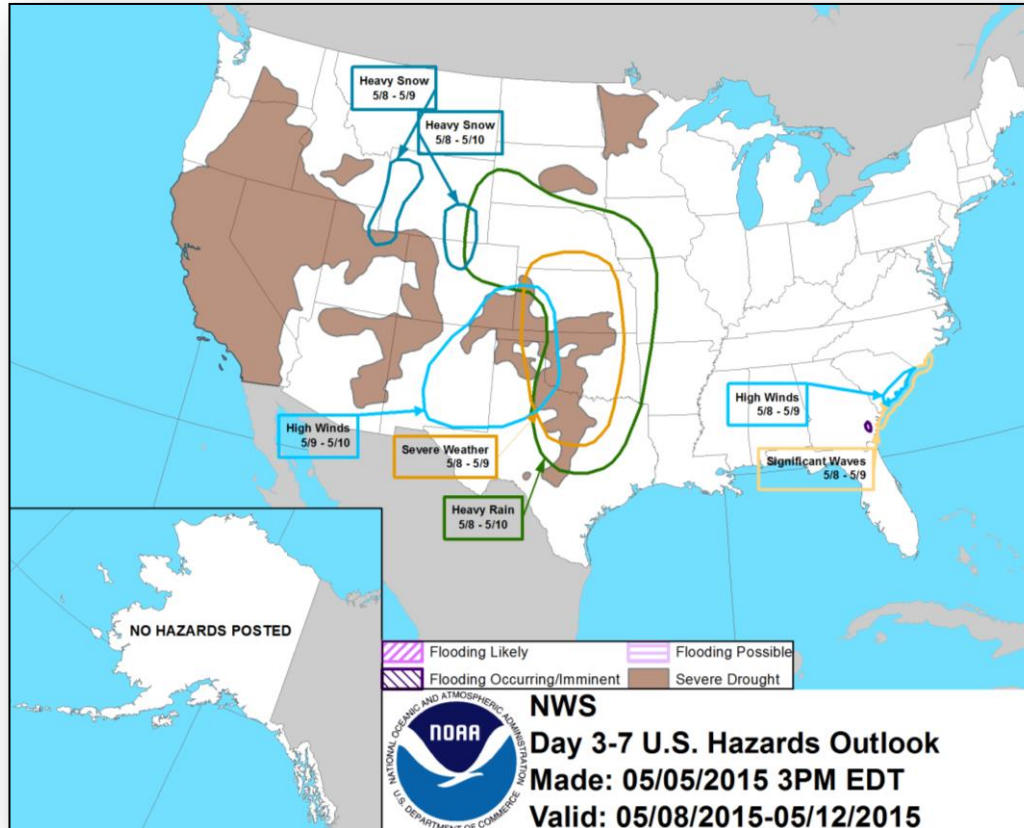 Heavy Snow
5/8 - 5/9
Heavy Snow
5/8 - 5/10
High Winds
5/9 - 5/10
Severe Weather
5/8 - 5/9
High Winds
5/8 - 5/9
Significant Waves
5/8 - 5/9
Heavy Rain
5/8 - 5/10
NO HAZARDS POSTED
Flooding Likely
Flooding Possible
Flooding Occurring/Imminent
Severe Drought
NATIONAL OCEANIC AND ATMOSPHERIC ADMINISTRATION
NOAA
U.S. DEPARTMENT OF COMMERCE
NWS
Day 3-7 U.S. Hazards Outlook
Made: 05/05/2015 3PM EDT
Valid: 05/08/2015-05/12/2015